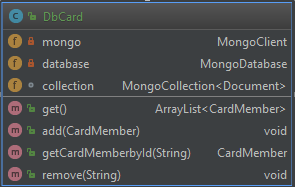 C DbCard
f mongo MongoClient
f database MongoDatabase
f collection MongoCollection<Document>
m get() ArrayList<CardMember>
m add(CardMember) void
m getCardMemberbyId(String) CardMember
m remove(String) void